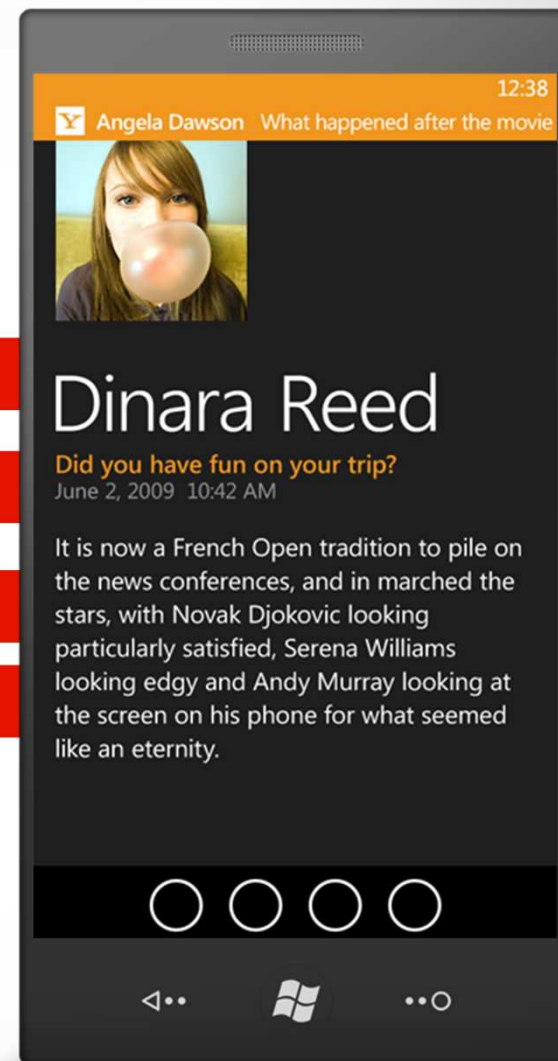 12:38
Y Angela Dawson What happened after the movie
Dinara Reed
Did you have fun on your trip?
June 2, 2009 10:42 AM
It is now a French Open tradition to pile on
the news conferences, and in marched the
stars, with Novak Djokovic looking
particularly satisfied, Serena Williams
looking edgy and Andy Murray looking at
the screen on his phone for what seemed
like an eternity.